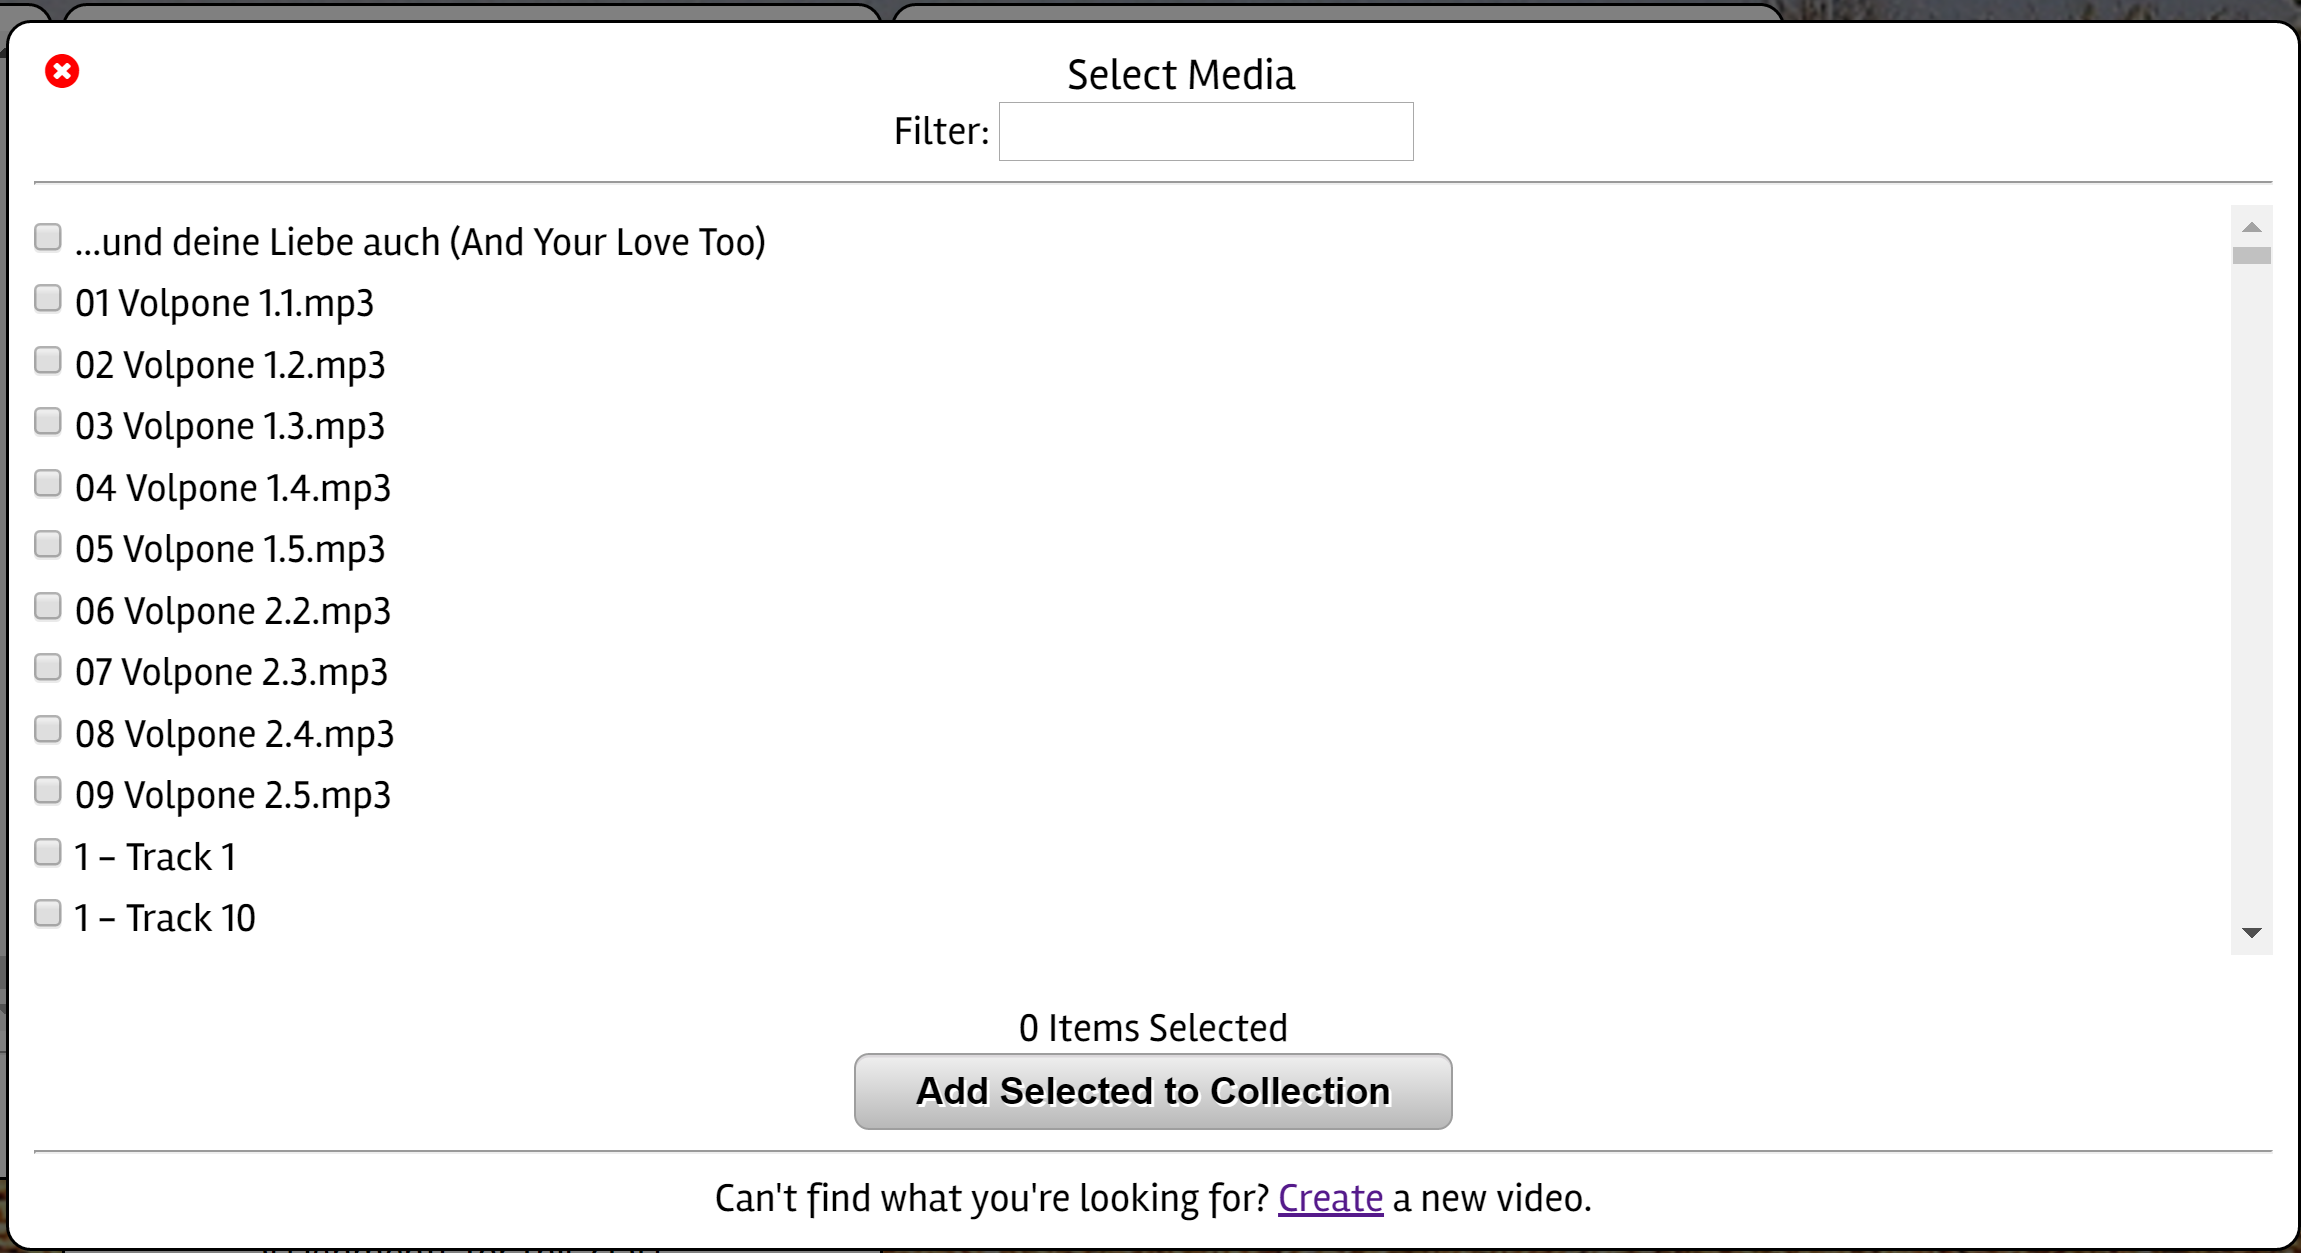 Select Media
Filter:
...und deine Liebe auch (And Your Love Too)
01 Volpone 1.1.mp3
02 Volpone 1.2.mp3
03 Volpone 1.3.mp3
04 Volpone 1.4.mp3
05 Volpone 1.5.mp3
06 Volpone 2.2.mp3
07 Volpone 2.3.mp3
08 Volpone 2.4.mp3
09 Volpone 2.5.mp3
1 – Track 1
1 – Track 10
0 Items Selected
Add Selected to Collection
Can't find what you're looking for? Create a new video.